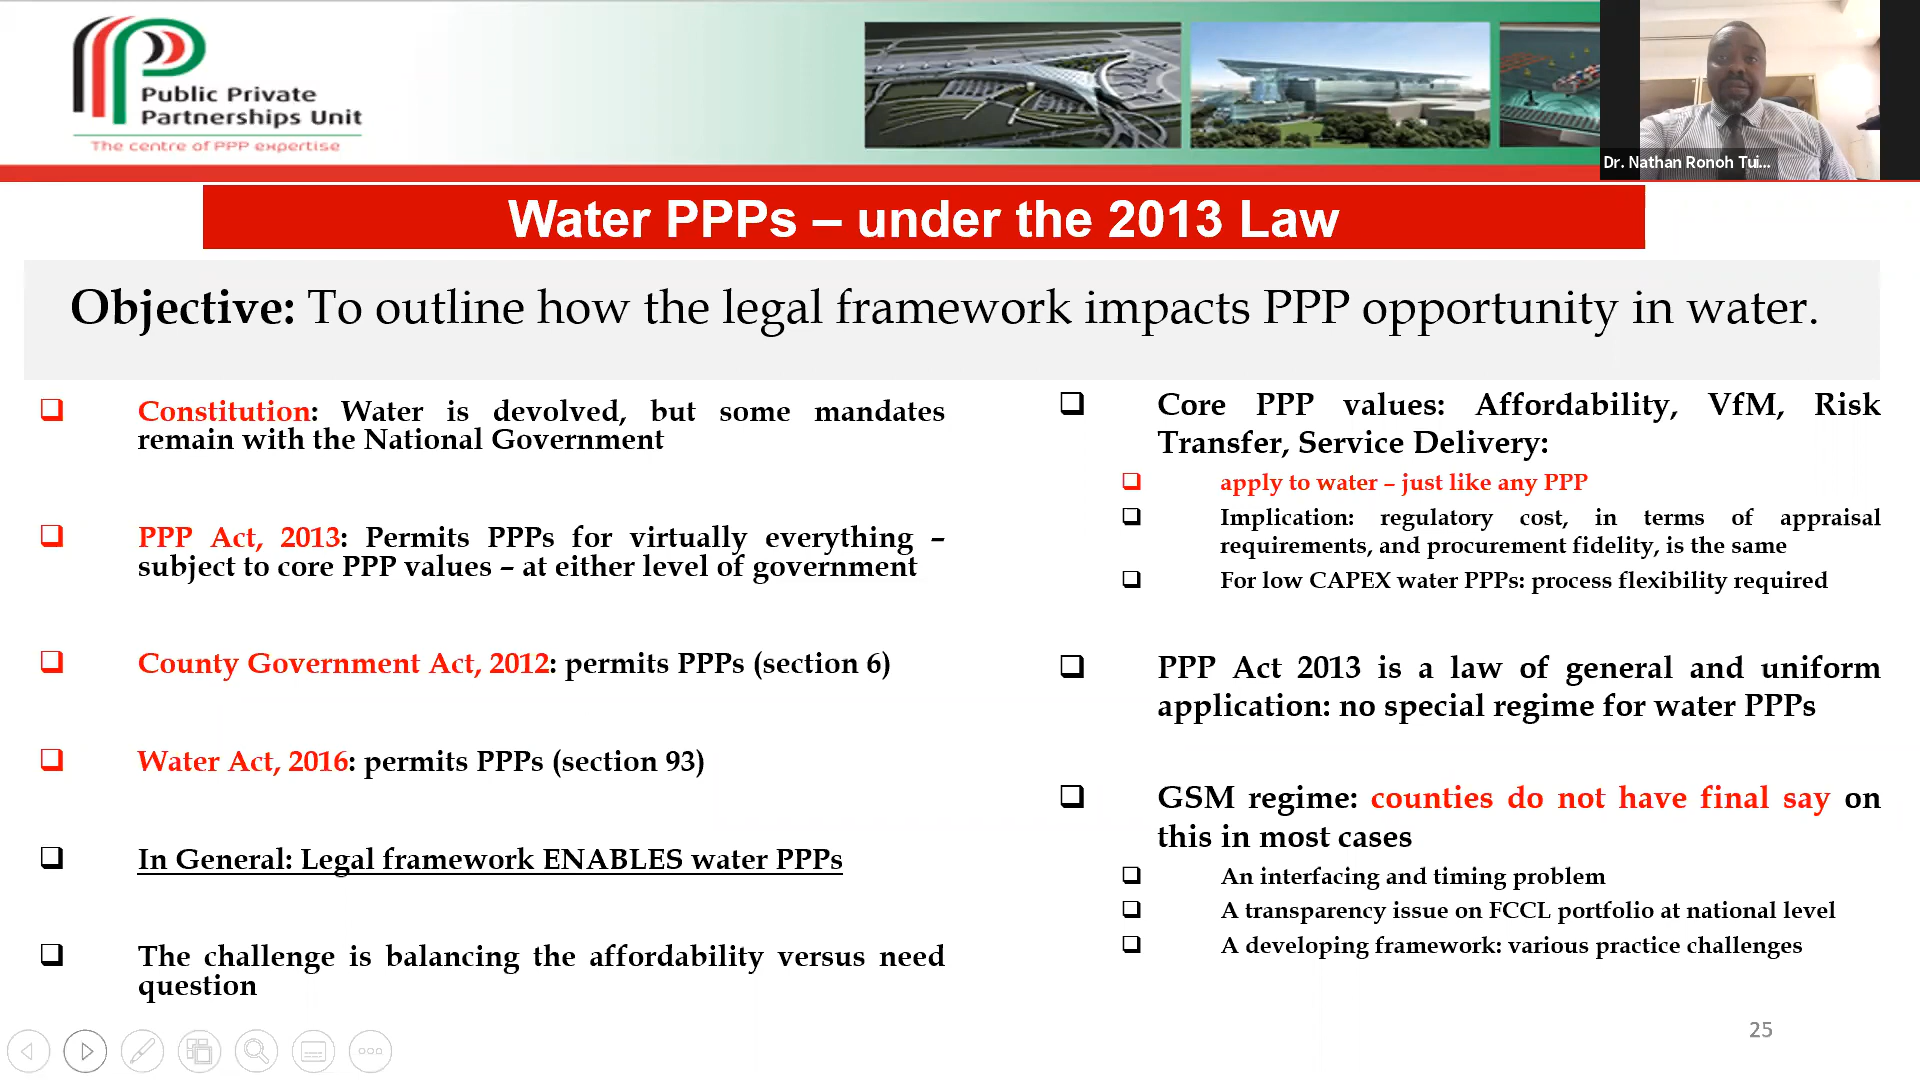 Public Private
Partnerships Unit
The centre of PPP expertise
Dr. Nathan Ronoh Tui...
Water PPPs – under the 2013 Law
Objective: To outline how the legal framework impacts PPP opportunity in water.
Constitution: Water is devolved, but some mandates
remain with the National Government
PPP Act, 2013: Permits PPPs for virtually everything –
subject to core PPP values – at either level of government
County Government Act, 2012: permits PPPs (section 6)
Water Act, 2016: permits PPPs (section 93)
In General: Legal framework ENABLES water PPPs
The challenge is balancing the affordability versus need
question
Core PPP values: Affordability, VfM, Risk
Transfer, Service Delivery:
apply to water – just like any PPP
Implication: regulatory cost, in terms of appraisal
requirements, and procurement fidelity, is the same
For low CAPEX water PPPs: process flexibility required
PPP Act 2013 is a law of general and uniform
application: no special regime for water PPPs
GSM regime: counties do not have final say on
this in most cases
An interfacing and timing problem
A transparency issue on FCCL portfolio at national level
A developing framework: various practice challenges
25